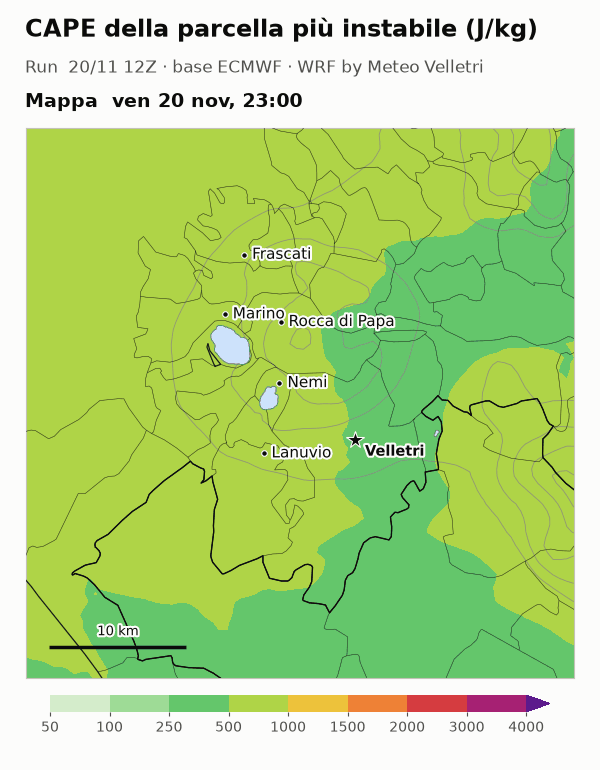 CAPE della parcella più instabile (J/kg)
Run  20/11 12Z · base ECMWF · WRF by Meteo Velletri
Mappa  ven 20 nov, 23:00
Frascati
Marino
Rocca di Papa
Nemi
Velletri
Lanuvio
10 km
50 100 250 500 1000 1500 2000 3000 4000